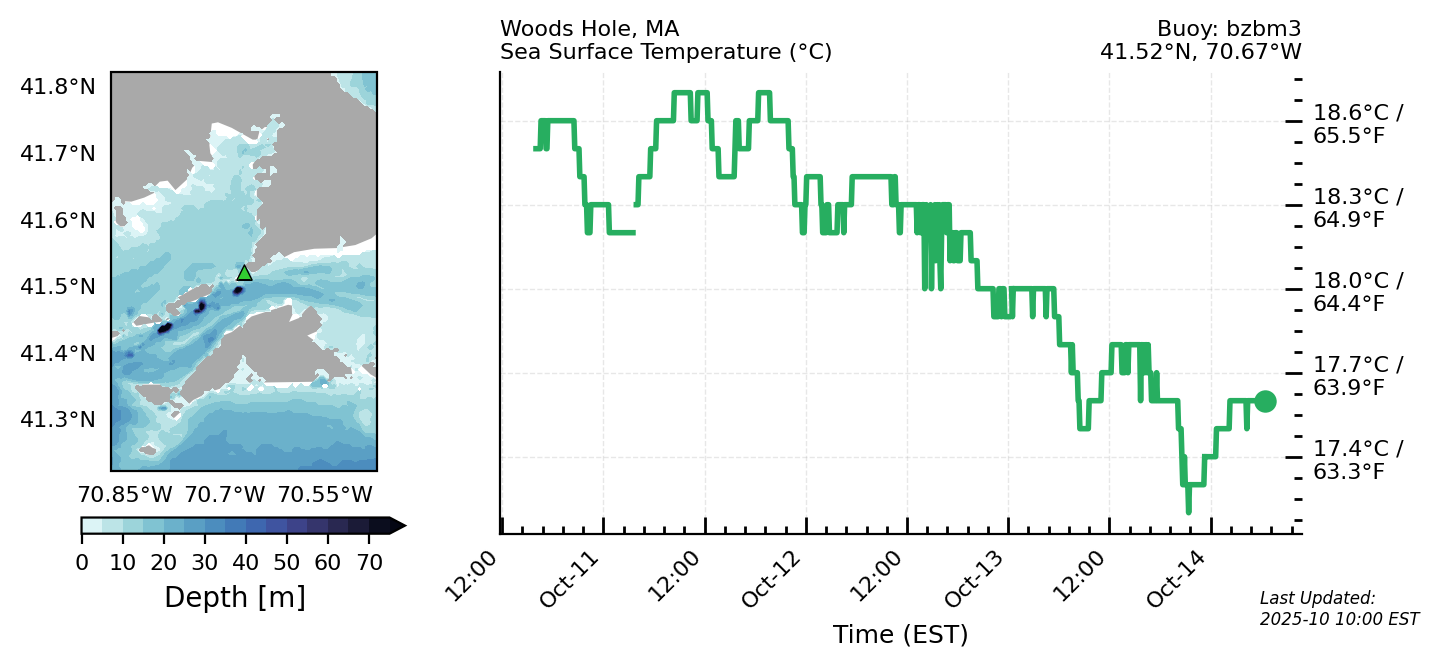 Woods Hole, MA
Sea Surface Temperature (°C)
Buoy: bzbm3
41.52°N, 70.67°W
41.8°N
41.7°N
41.6°N
41.5°N
41.4°N
41.3°N
70.85°W 70.7°W 70.55°W
0 10 20 30 40 50 60 70
Depth [m]
18.6°C /
65.5°F
18.3°C /
64.9°F
18.0°C /
64.4°F
17.7°C /
63.9°F
17.4°C /
63.3°F
12:00 Oct-11 12:00 Oct-12 12:00 Oct-13 12:00 Oct-14
Time (EST)
Last Updated:
2025-10 10:00 EST